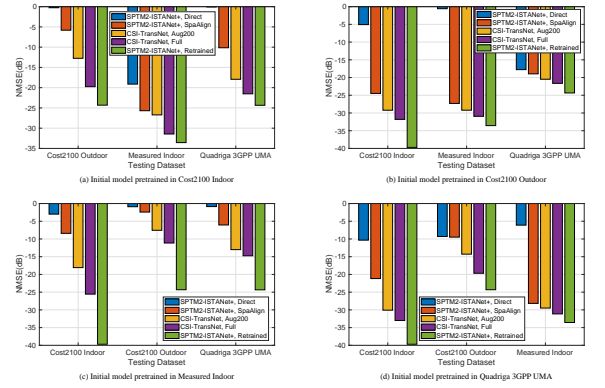 0
-5
-10
-15
-20
-25
-30
-35
NMSE(dB)
SPTM2-ISTANet+, Direct
SPTM2-ISTANet+, SpaAlign
CSI-TransNet, Aug200
CSI-TransNet, Full
SPTM2-ISTANet+, Retrained
Cost2100 Outdoor Measured Indoor Quadriga 3GPP UMA
Testing Dataset
(a) Initial model pretrained in Cost2100 Indoor
0
-5
-10
-15
-20
-25
-30
-35
-40
NMSE(dB)
SPTM2-ISTANet+, Direct
SPTM2-ISTANet+, SpaAlign
CSI-TransNet, Aug200
CSI-TransNet, Full
SPTM2-ISTANet+, Retrained
Cost2100 Indoor Measured Indoor Quadriga 3GPP UMA
Testing Dataset
(b) Initial model pretrained in Cost2100 Outdoor
0
-5
-10
-15
-20
-25
-30
-35
-40
NMSE(dB)
SPTM2-ISTANet+, Direct
SPTM2-ISTANet+, SpaAlign
CSI-TransNet, Aug200
CSI-TransNet, Full
SPTM2-ISTANet+, Retrained
Cost2100 Indoor Cost2100 Outdoor Quadriga 3GPP UMA
Testing Dataset
(c) Initial model pretrained in Measured Indoor
0
-5
-10
-15
-20
-25
-30
-35
-40
NMSE(dB)
SPTM2-ISTANet+, Direct
SPTM2-ISTANet+, SpaAlign
CSI-TransNet, Aug200
CSI-TransNet, Full
SPTM2-ISTANet+, Retrained
Cost2100 Indoor Cost2100 Outdoor Measured Indoor
Testing Dataset
(d) Initial model pretrained in Quadriga 3GPP UMA